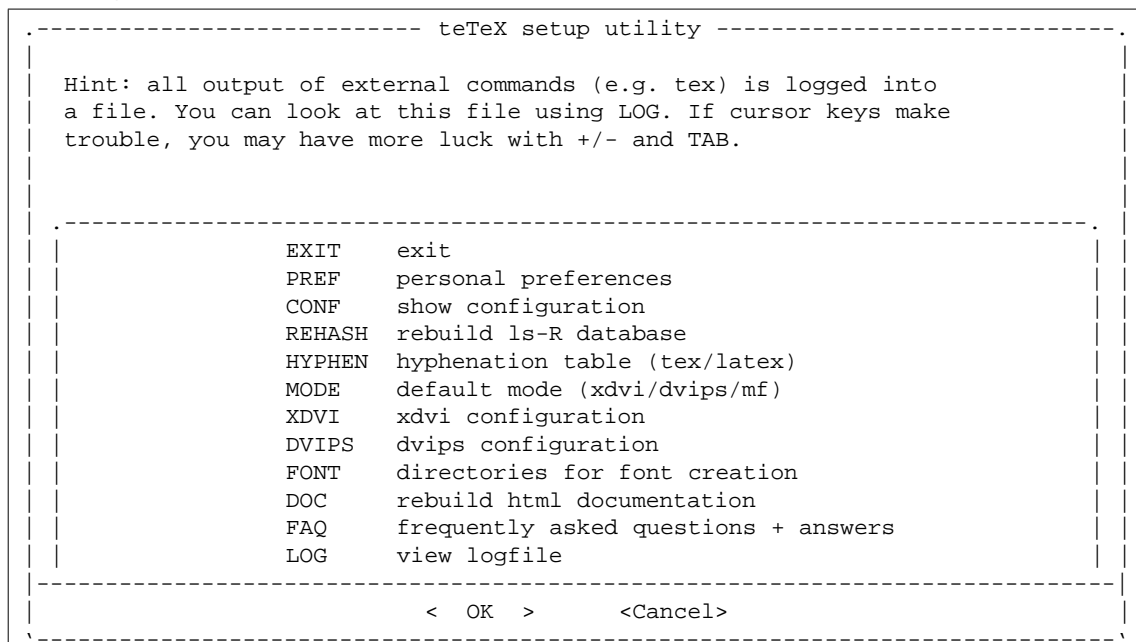 teTeX setup utility
Hint: all output of external commands (e.g. tex) is logged into
a file. You can look at this file using LOG. If cursor keys make
trouble, you may have more luck with +/- and TAB.
EXIT exit
PREF personal preferences
CONF show configuration
REHASH rebuild ls-R database
HYPHEN hyphenation table (tex/latex)
MODE default mode (xdvi/dvips/mf)
XDVI xdvi configuration
DVIPS dvips configuration
FONT directories for font creation
DOC rebuild html documentation
FAQ frequently asked questions + answers
LOG view logfile
< OK > <Cancel>